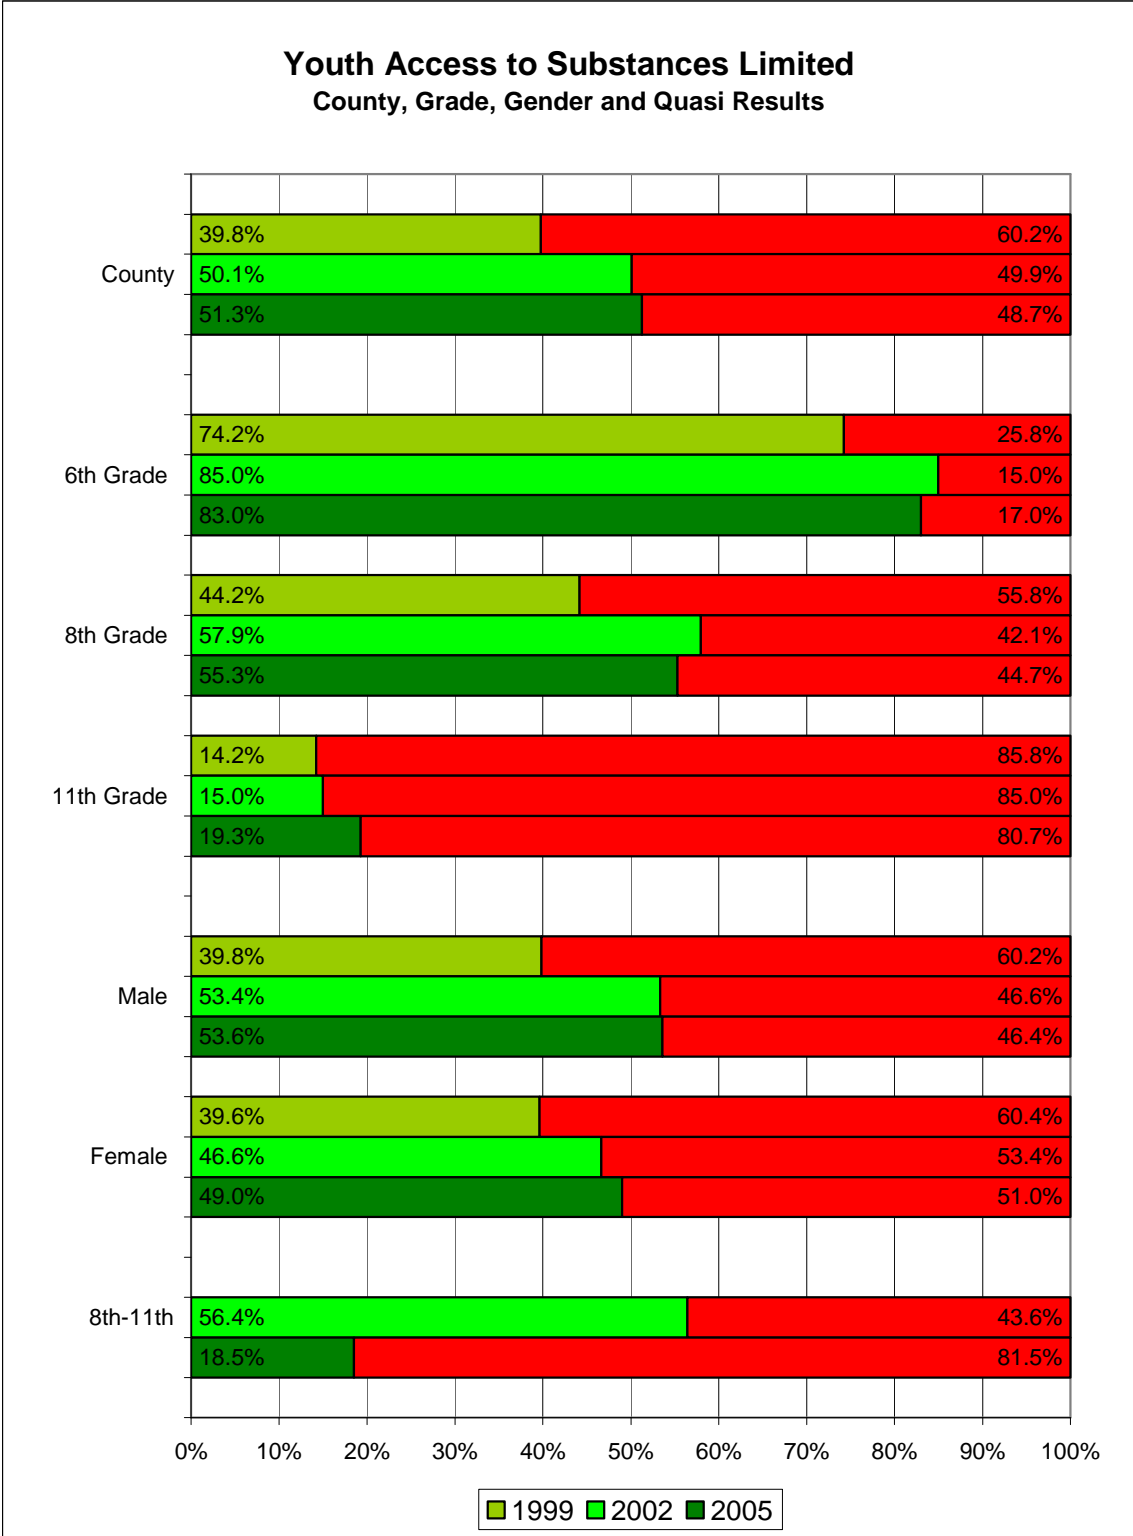 Youth Access to Substances Limited
County, Grade, Gender and Quasi Results
39.8% 60.2%
County 50.1% 49.9%
51.3% 48.7%
74.2% 25.8%
6th Grade 85.0% 15.0%
83.0% 17.0%
44.2% 55.8%
8th Grade 57.9% 42.1%
55.3% 44.7%
14.2% 85.8%
11th Grade 15.0% 85.0%
19.3% 80.7%
39.8% 60.2%
Male 53.4% 46.6%
53.6% 46.4%
39.6% 60.4%
Female 46.6% 53.4%
49.0% 51.0%
8th-11th 56.4% 43.6%
18.5% 81.5%
0% 10% 20% 30% 40% 50% 60% 70% 80% 90% 100%
1999 2002 2005